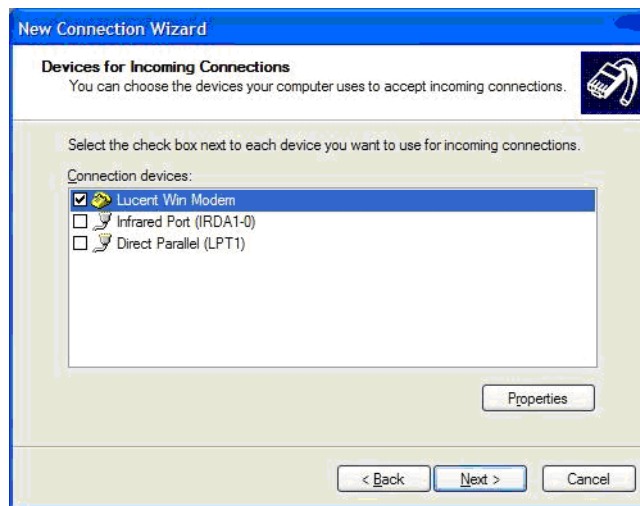 New Connection Wizard
Devices for Incoming Connections
You can choose the devices your computer uses to accept incoming connections.
Select the check box next to each device you want to use for incoming connections.
Connection devices:
Lucent Win Modem
Infrared Port (IRDA1-0)
Direct Parallel (LPT1)
Properties
< Back
Next >
Cancel